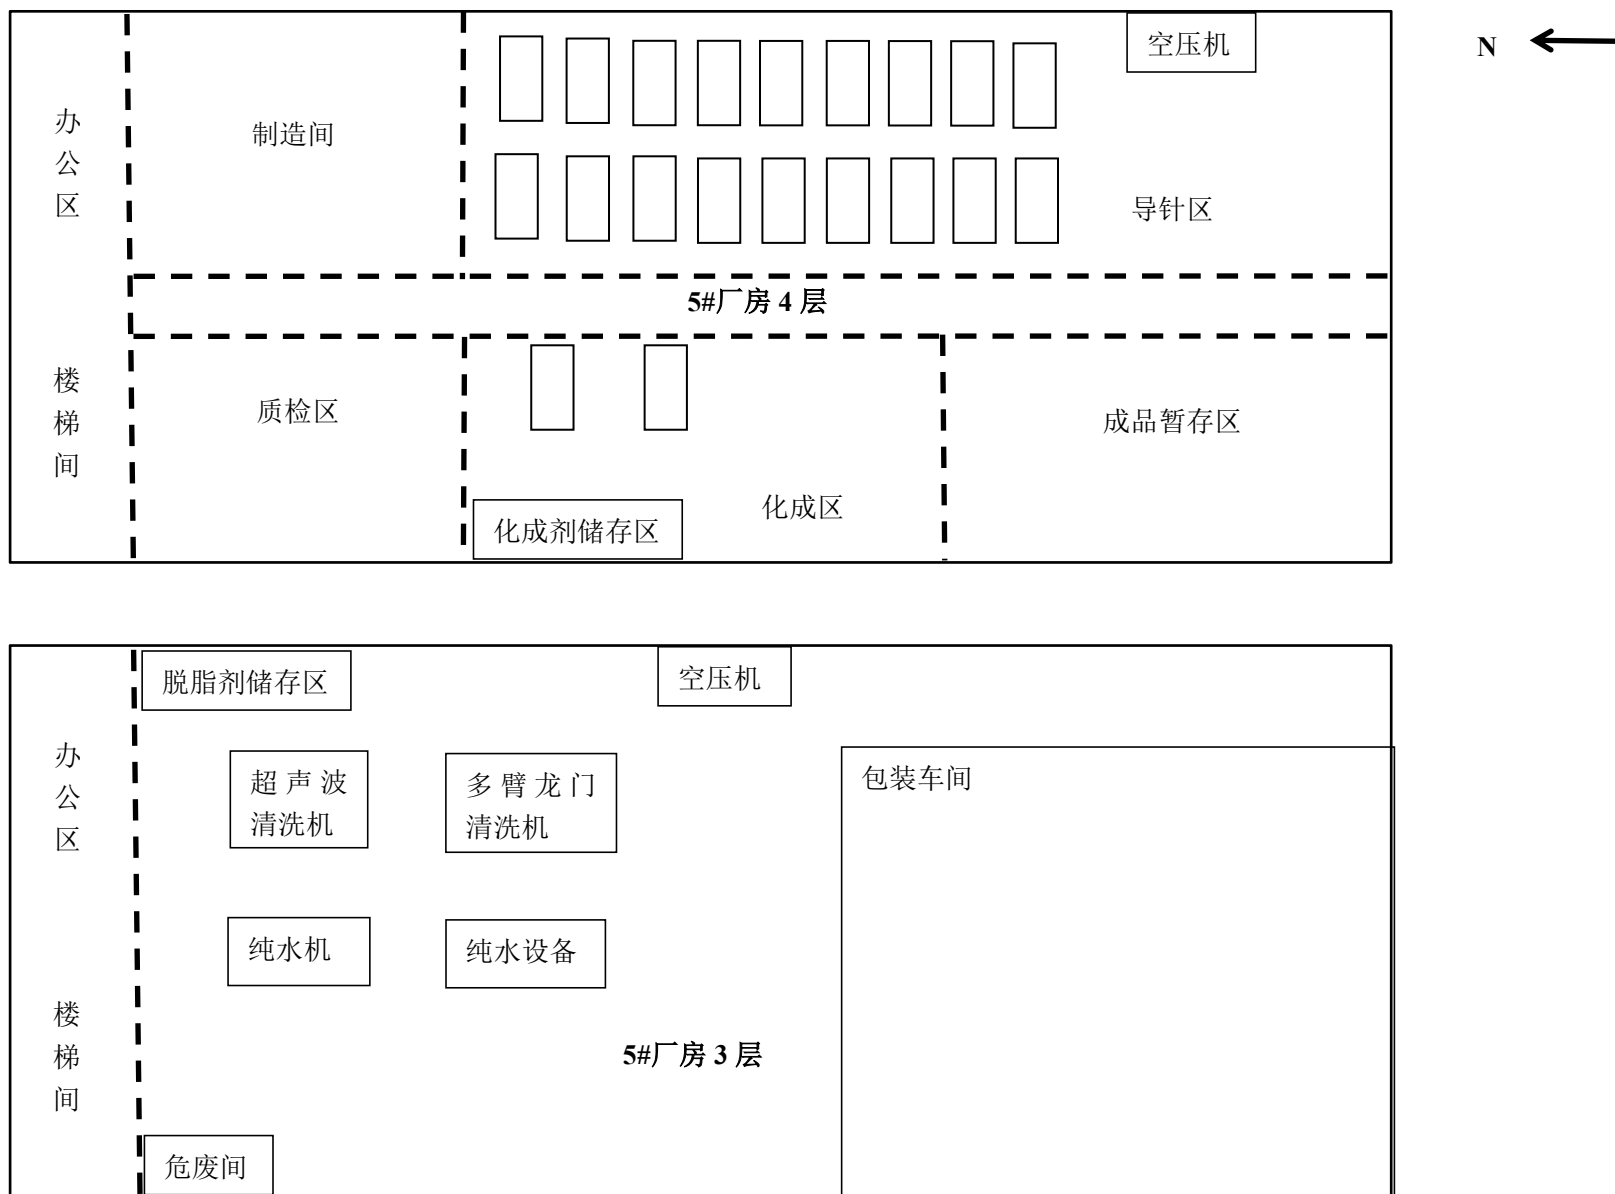 空压机
N
办
公
区
制造间
导针区
5#厂房 4 层
楼
梯
间
质检区
成品暂存区
化成剂储存区
化成区
脱脂剂储存区
空压机
办
公
区
超声波
清洗机
多臂龙门
清洗机
包装车间
纯水机
纯水设备
楼
梯
间
5#厂房 3 层
危废间